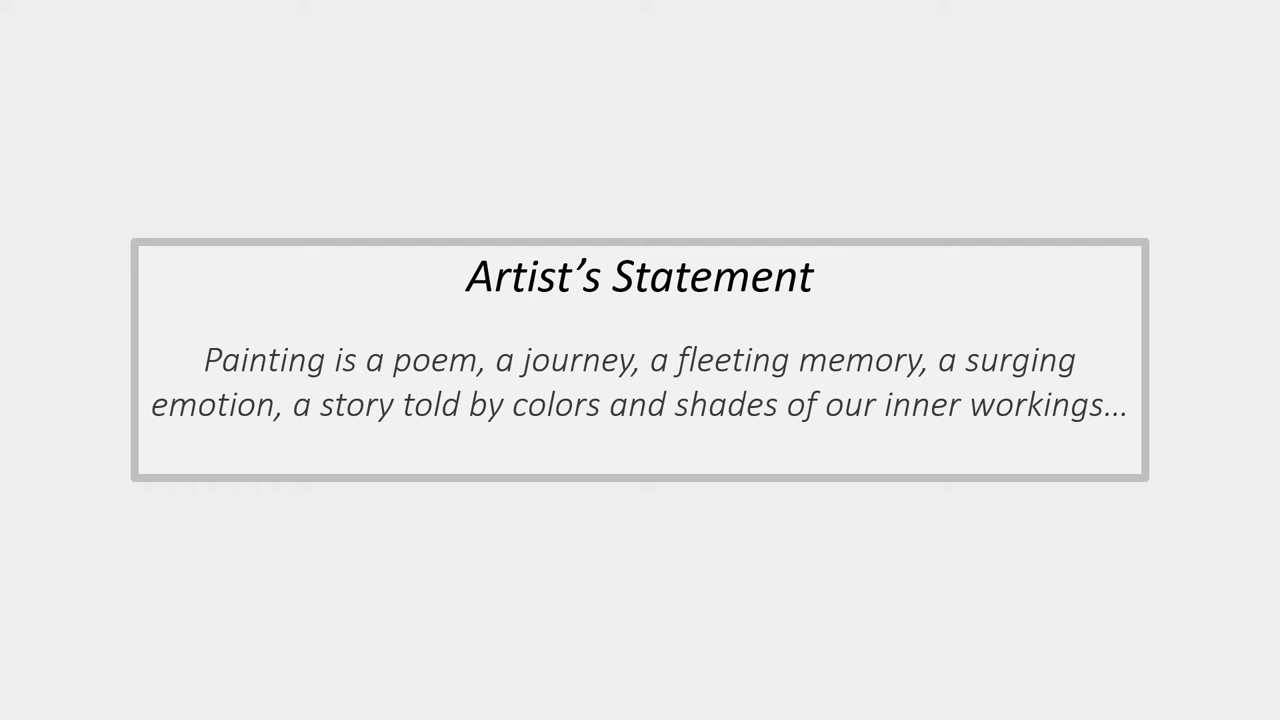 Artist’s Statement
Painting is a poem, a journey, a fleeting memory, a surging
emotion, a story told by colors and shades of our inner workings…